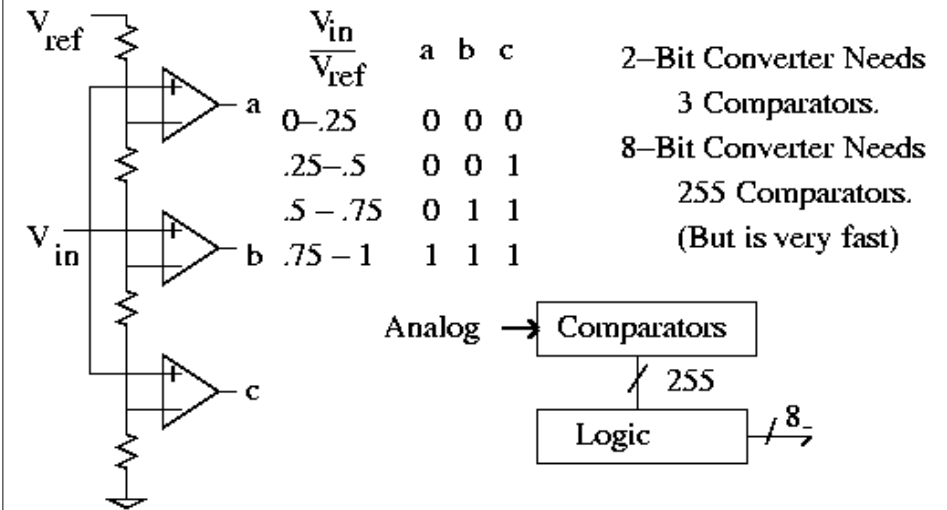 V ref
V in
+
−
a
+
−
b
+
−
c
Vin
Vref
a b c
0–.25 0 0 0
.25–.5 0 0 1
.5 – .75 0 1 1
.75 – 1 1 1 1
2–Bit Converter Needs
3 Comparators.
8–Bit Converter Needs
255 Comparators.
(But is very fast)
Analog
Comparators
255
Logic
8